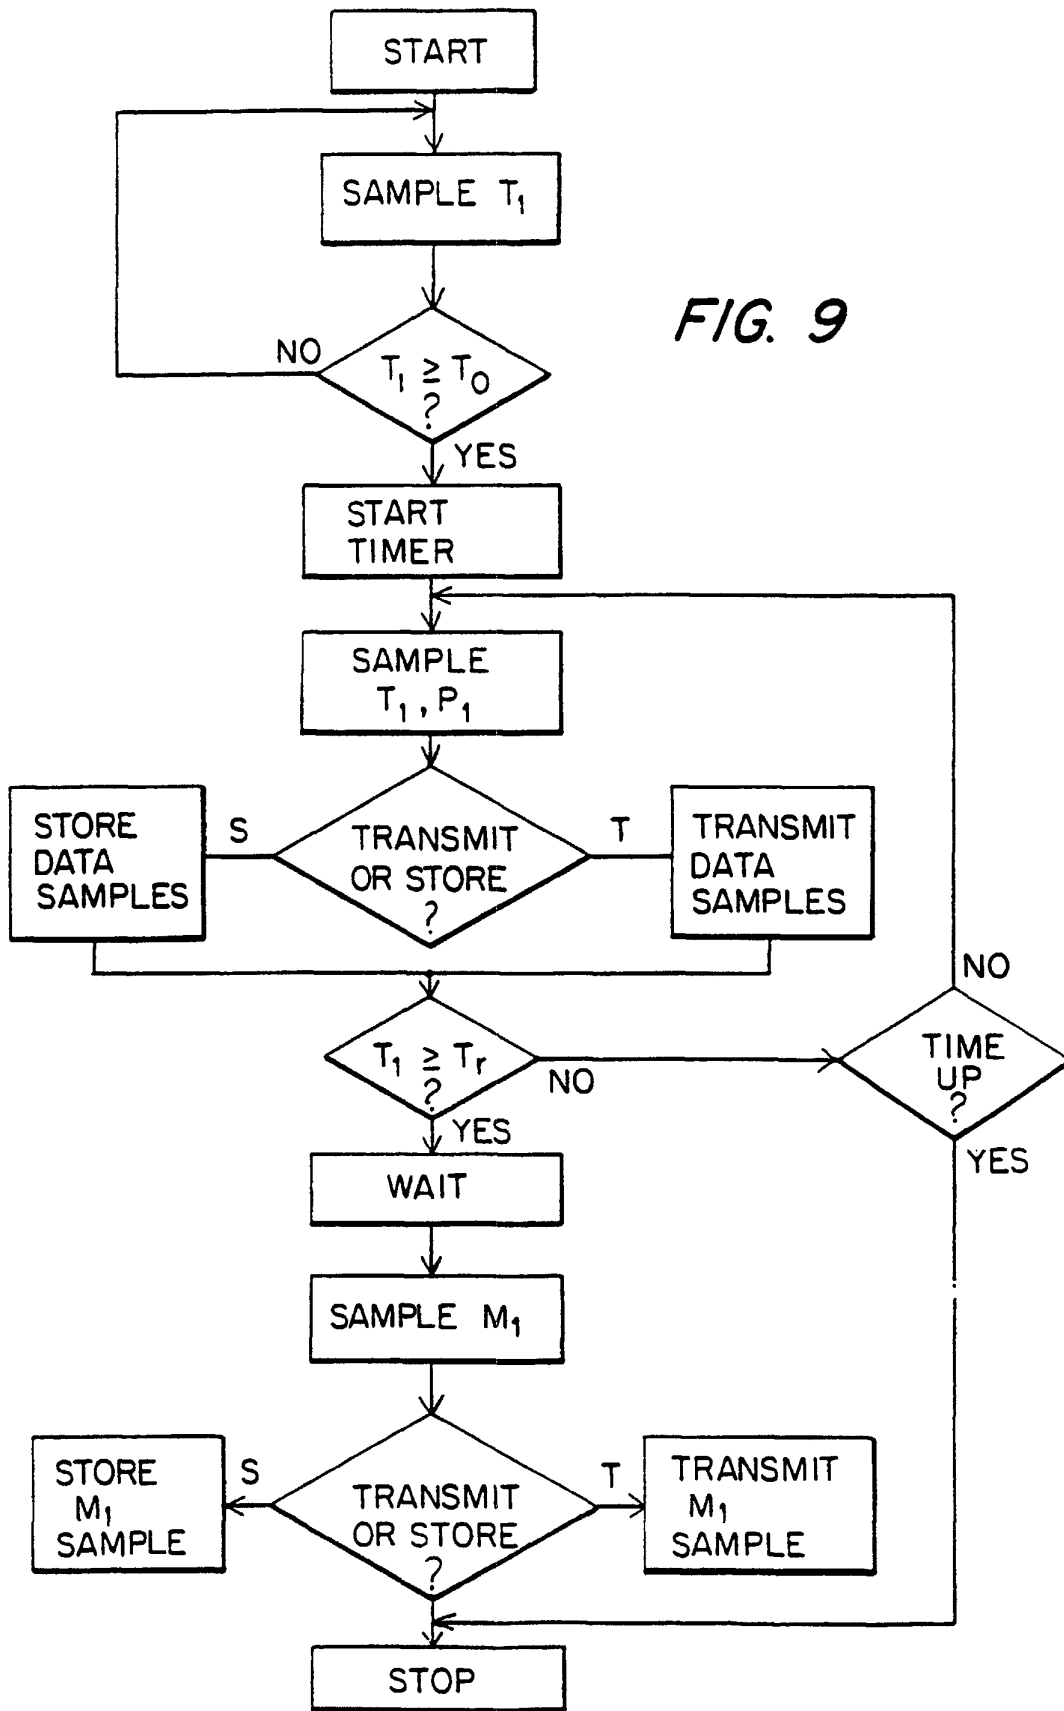 START
SAMPLE T₁
FIG. 9
NO
T₁ ≥ T₀
?
YES
START
TIMER
SAMPLE
T₁, P₁
STORE
DATA
SAMPLES
S
TRANSMIT
OR STORE
?
T
TRANSMIT
DATA
SAMPLES
T₁ ≥ Tᵣ
?
NO
YES
NO
TIME
UP
?
YES
WAIT
SAMPLE M₁
STORE
M₁
SAMPLE
S
TRANSMIT
OR STORE
?
T
TRANSMIT
M₁
SAMPLE
STOP